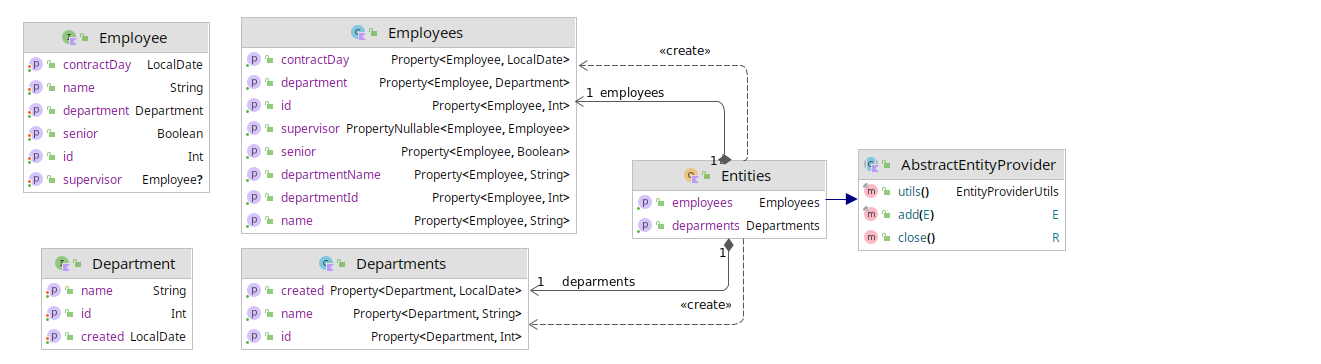 Employee
contractDay LocalDate
name String
department Department
senior Boolean
id Int
supervisor Employee?
Employees
contractDay Property<Employee, LocalDate>
department Property<Employee, Department>
id Property<Employee, Int>
supervisor PropertyNullable<Employee, Employee>
senior Property<Employee, Boolean>
departmentName Property<Employee, String>
departmentId Property<Employee, Int>
name Property<Employee, String>
«create»
1 employees
1
Entities
employees Employees
deparments Departments
AbstractEntityProvider
utils() EntityProviderUtils
add(E) E
close() R
Department
name String
id Int
created LocalDate
Departments
created Property<Department, LocalDate>
name Property<Department, String>
id Property<Department, Int>
1
1 deparments
«create»